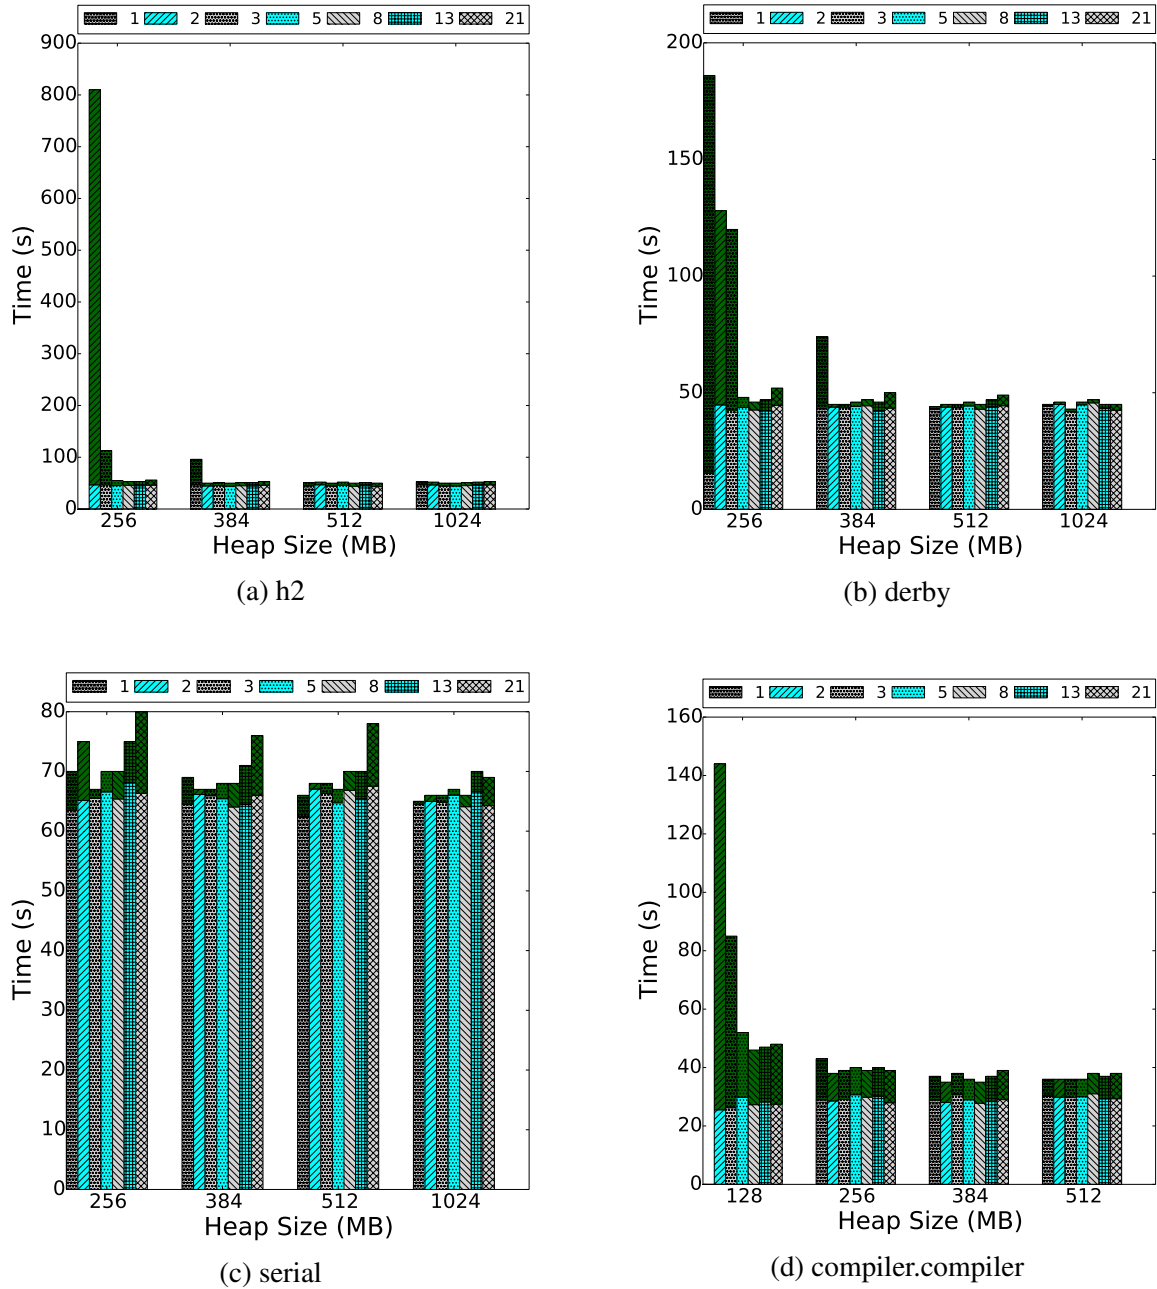 1 2 3 5 8 13 21
900
800
700
600
500
400
300
200
100
0
Time (s)
256 384 512 1024
Heap Size (MB)
(a) h2
1 2 3 5 8 13 21
200
150
100
50
0
Time (s)
256 384 512 1024
Heap Size (MB)
(b) derby
1 2 3 5 8 13 21
80
70
60
50
40
30
20
10
0
Time (s)
256 384 512 1024
Heap Size (MB)
(c) serial
1 2 3 5 8 13 21
160
140
120
100
80
60
40
20
0
Time (s)
128 256 384 512
Heap Size (MB)
(d) compiler.compiler